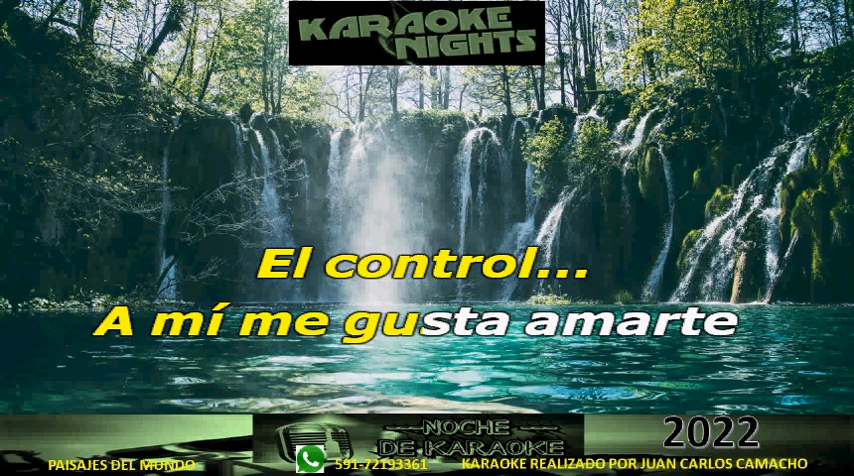 KARAOKE
NIGHTS
El control...
A mí me gusta amarte
NOCHE
DE KARAOKE
2022
PAISAJES DEL MUNDO
591-72193361
KARAOKE REALIZADO POR JUAN CARLOS CAMACHO